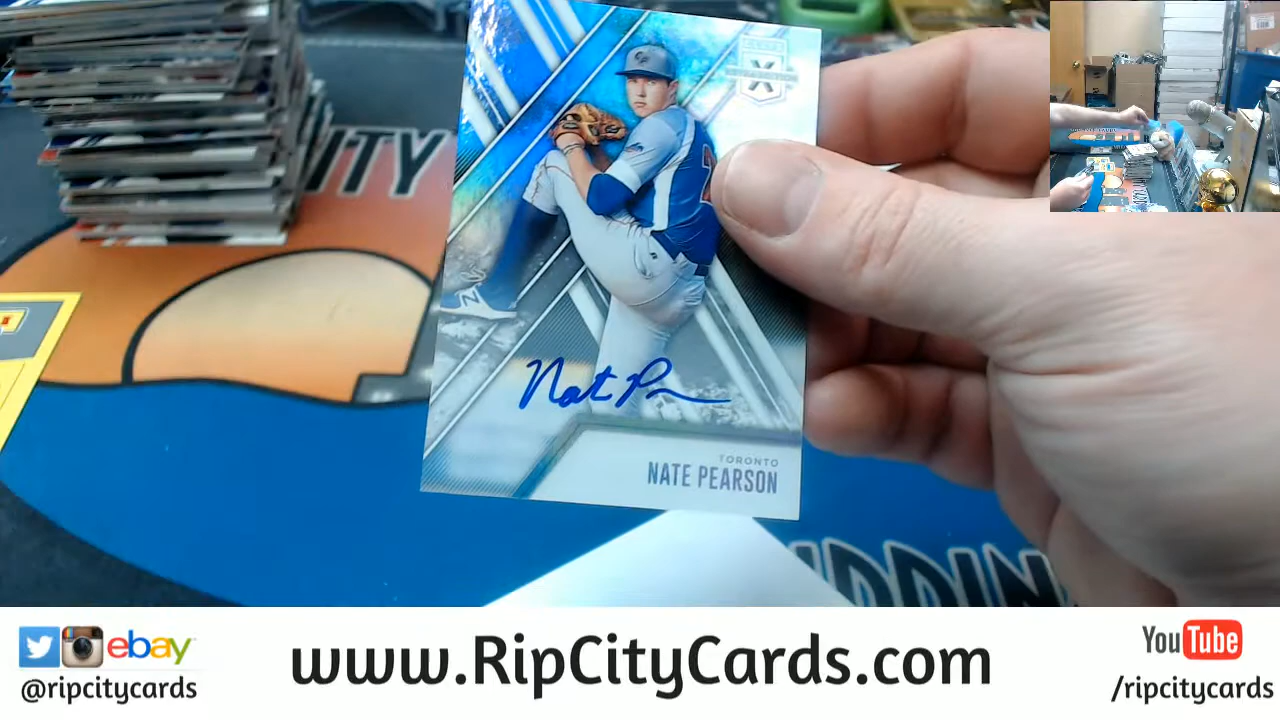 ITY
X
Nat P
TORONTO
NATE PEARSON
ebay
@ripcitycards
www.RipCityCards.com
YouTube
/ripcitycards